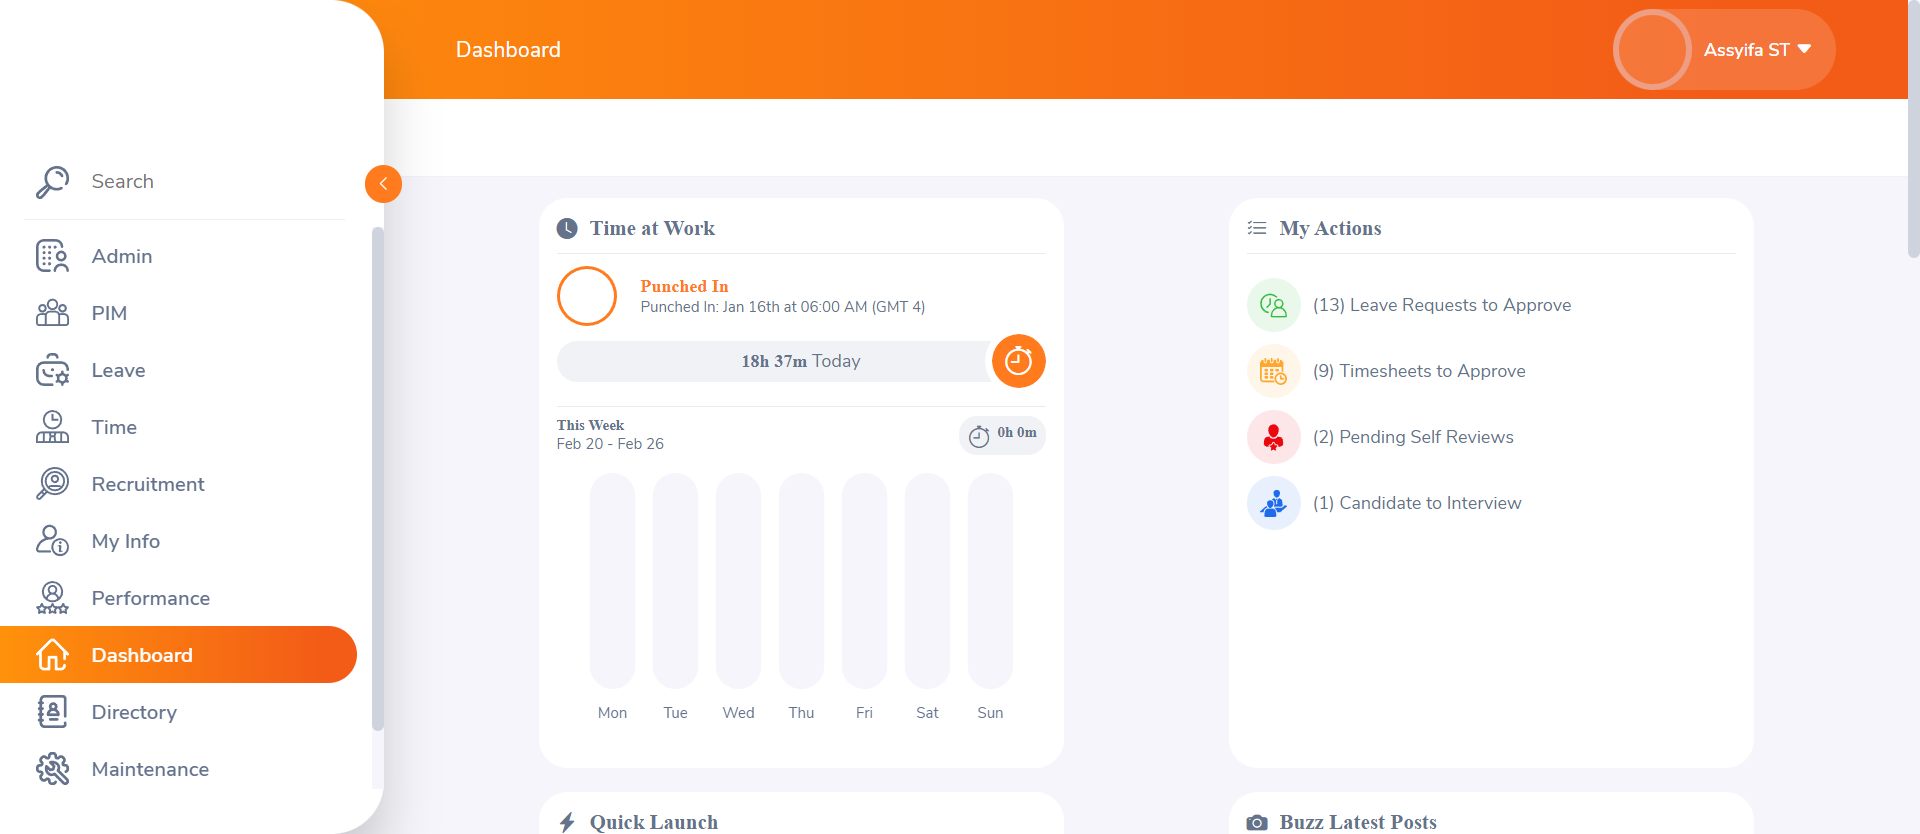 Dashboard
Assyifa ST
Search
Admin
PIM
Leave
Time
Recruitment
My Info
Performance
Dashboard
Directory
Maintenance
Time at Work
Punched In
Punched In: Jan 16th at 06:00 AM (GMT 4)
18h 37m Today
This Week
Feb 20 - Feb 26
0h 0m
Mon Tue Wed Thu Fri Sat Sun
My Actions
(13) Leave Requests to Approve
(9) Timesheets to Approve
(2) Pending Self Reviews
(1) Candidate to Interview
Quick Launch
Buzz Latest Posts